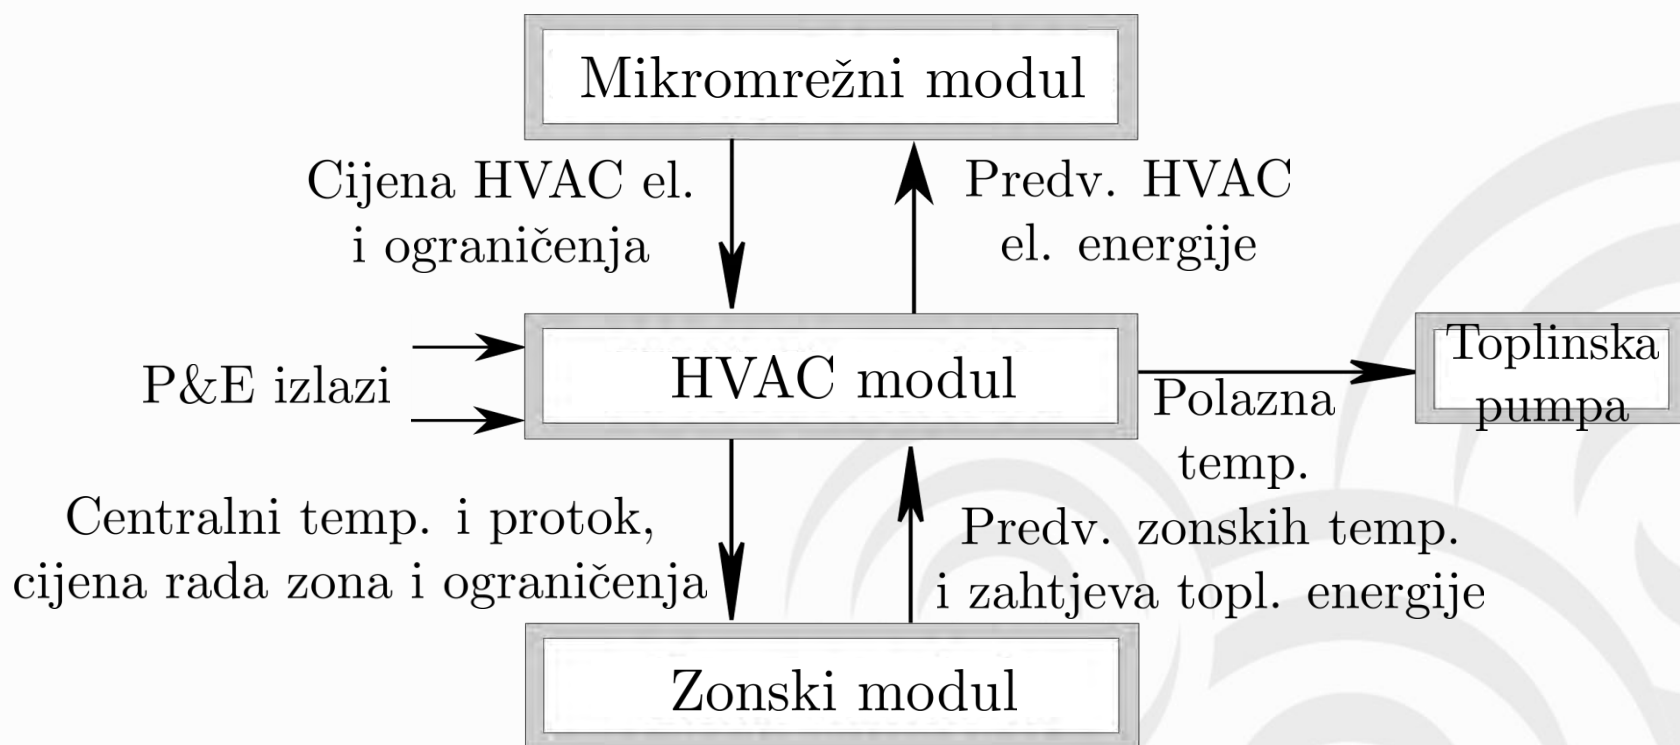 Mikromrežni modul
Cijena HVAC el.
i ograničenja
Predv. HVAC
el. energije
P&E izlazi
HVAC modul
Polazna
temp.
Toplinska
pumpa
Centralni temp. i protok,
cijena rada zona i ograničenja
Predv. zonskih temp.
i zahtjeva topl. energije
Zonski modul